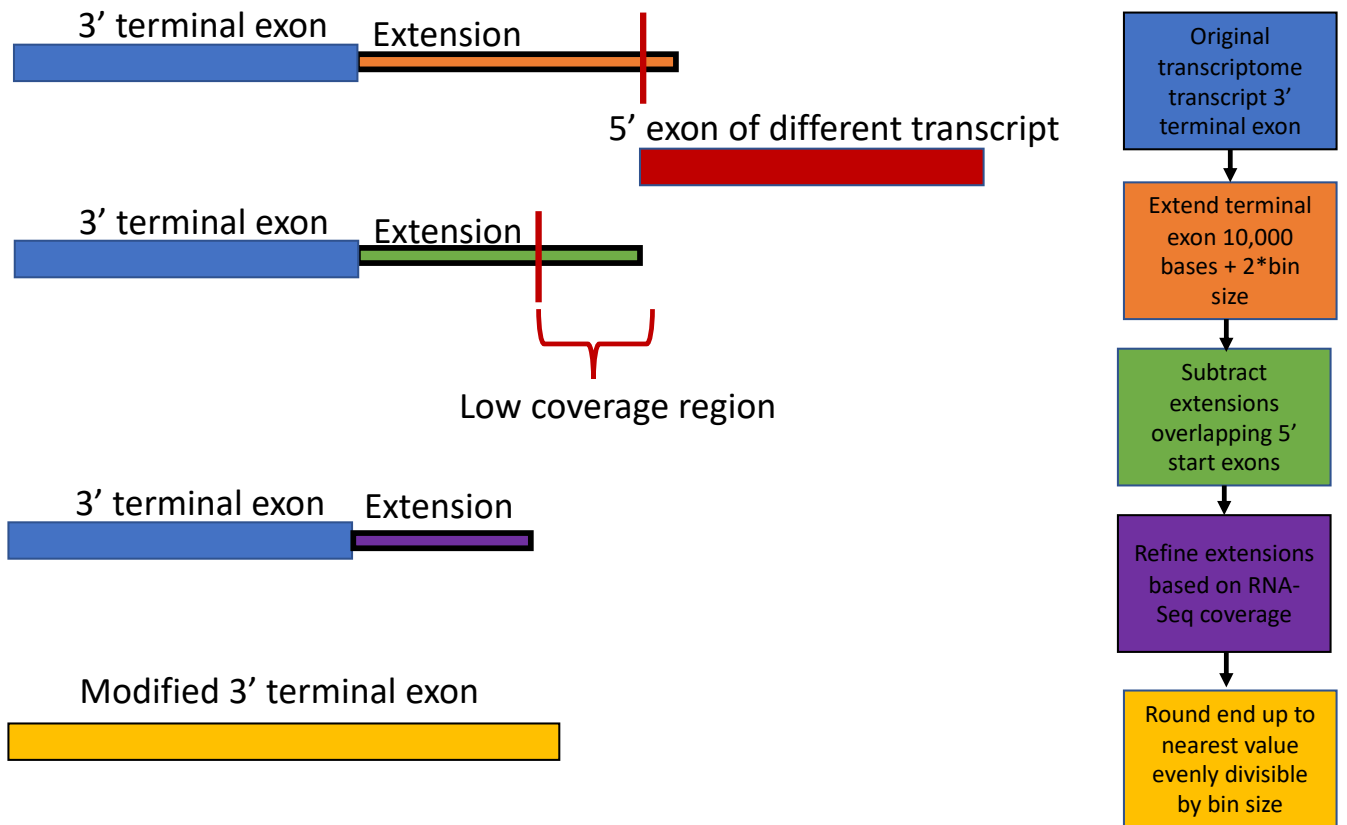 3’ terminal exon
Extension
5’ exon of different transcript
3’ terminal exon
Extension
Low coverage region
3’ terminal exon
Extension
Modified 3’ terminal exon
Original
transcriptome
transcript 3’
terminal exon
Extend terminal
exon 10,000
bases + 2*bin
size
Subtract
extensions
overlapping 5’
start exons
Refine extensions
based on RNA-
Seq coverage
Round end up to
nearest value
evenly divisible
by bin size